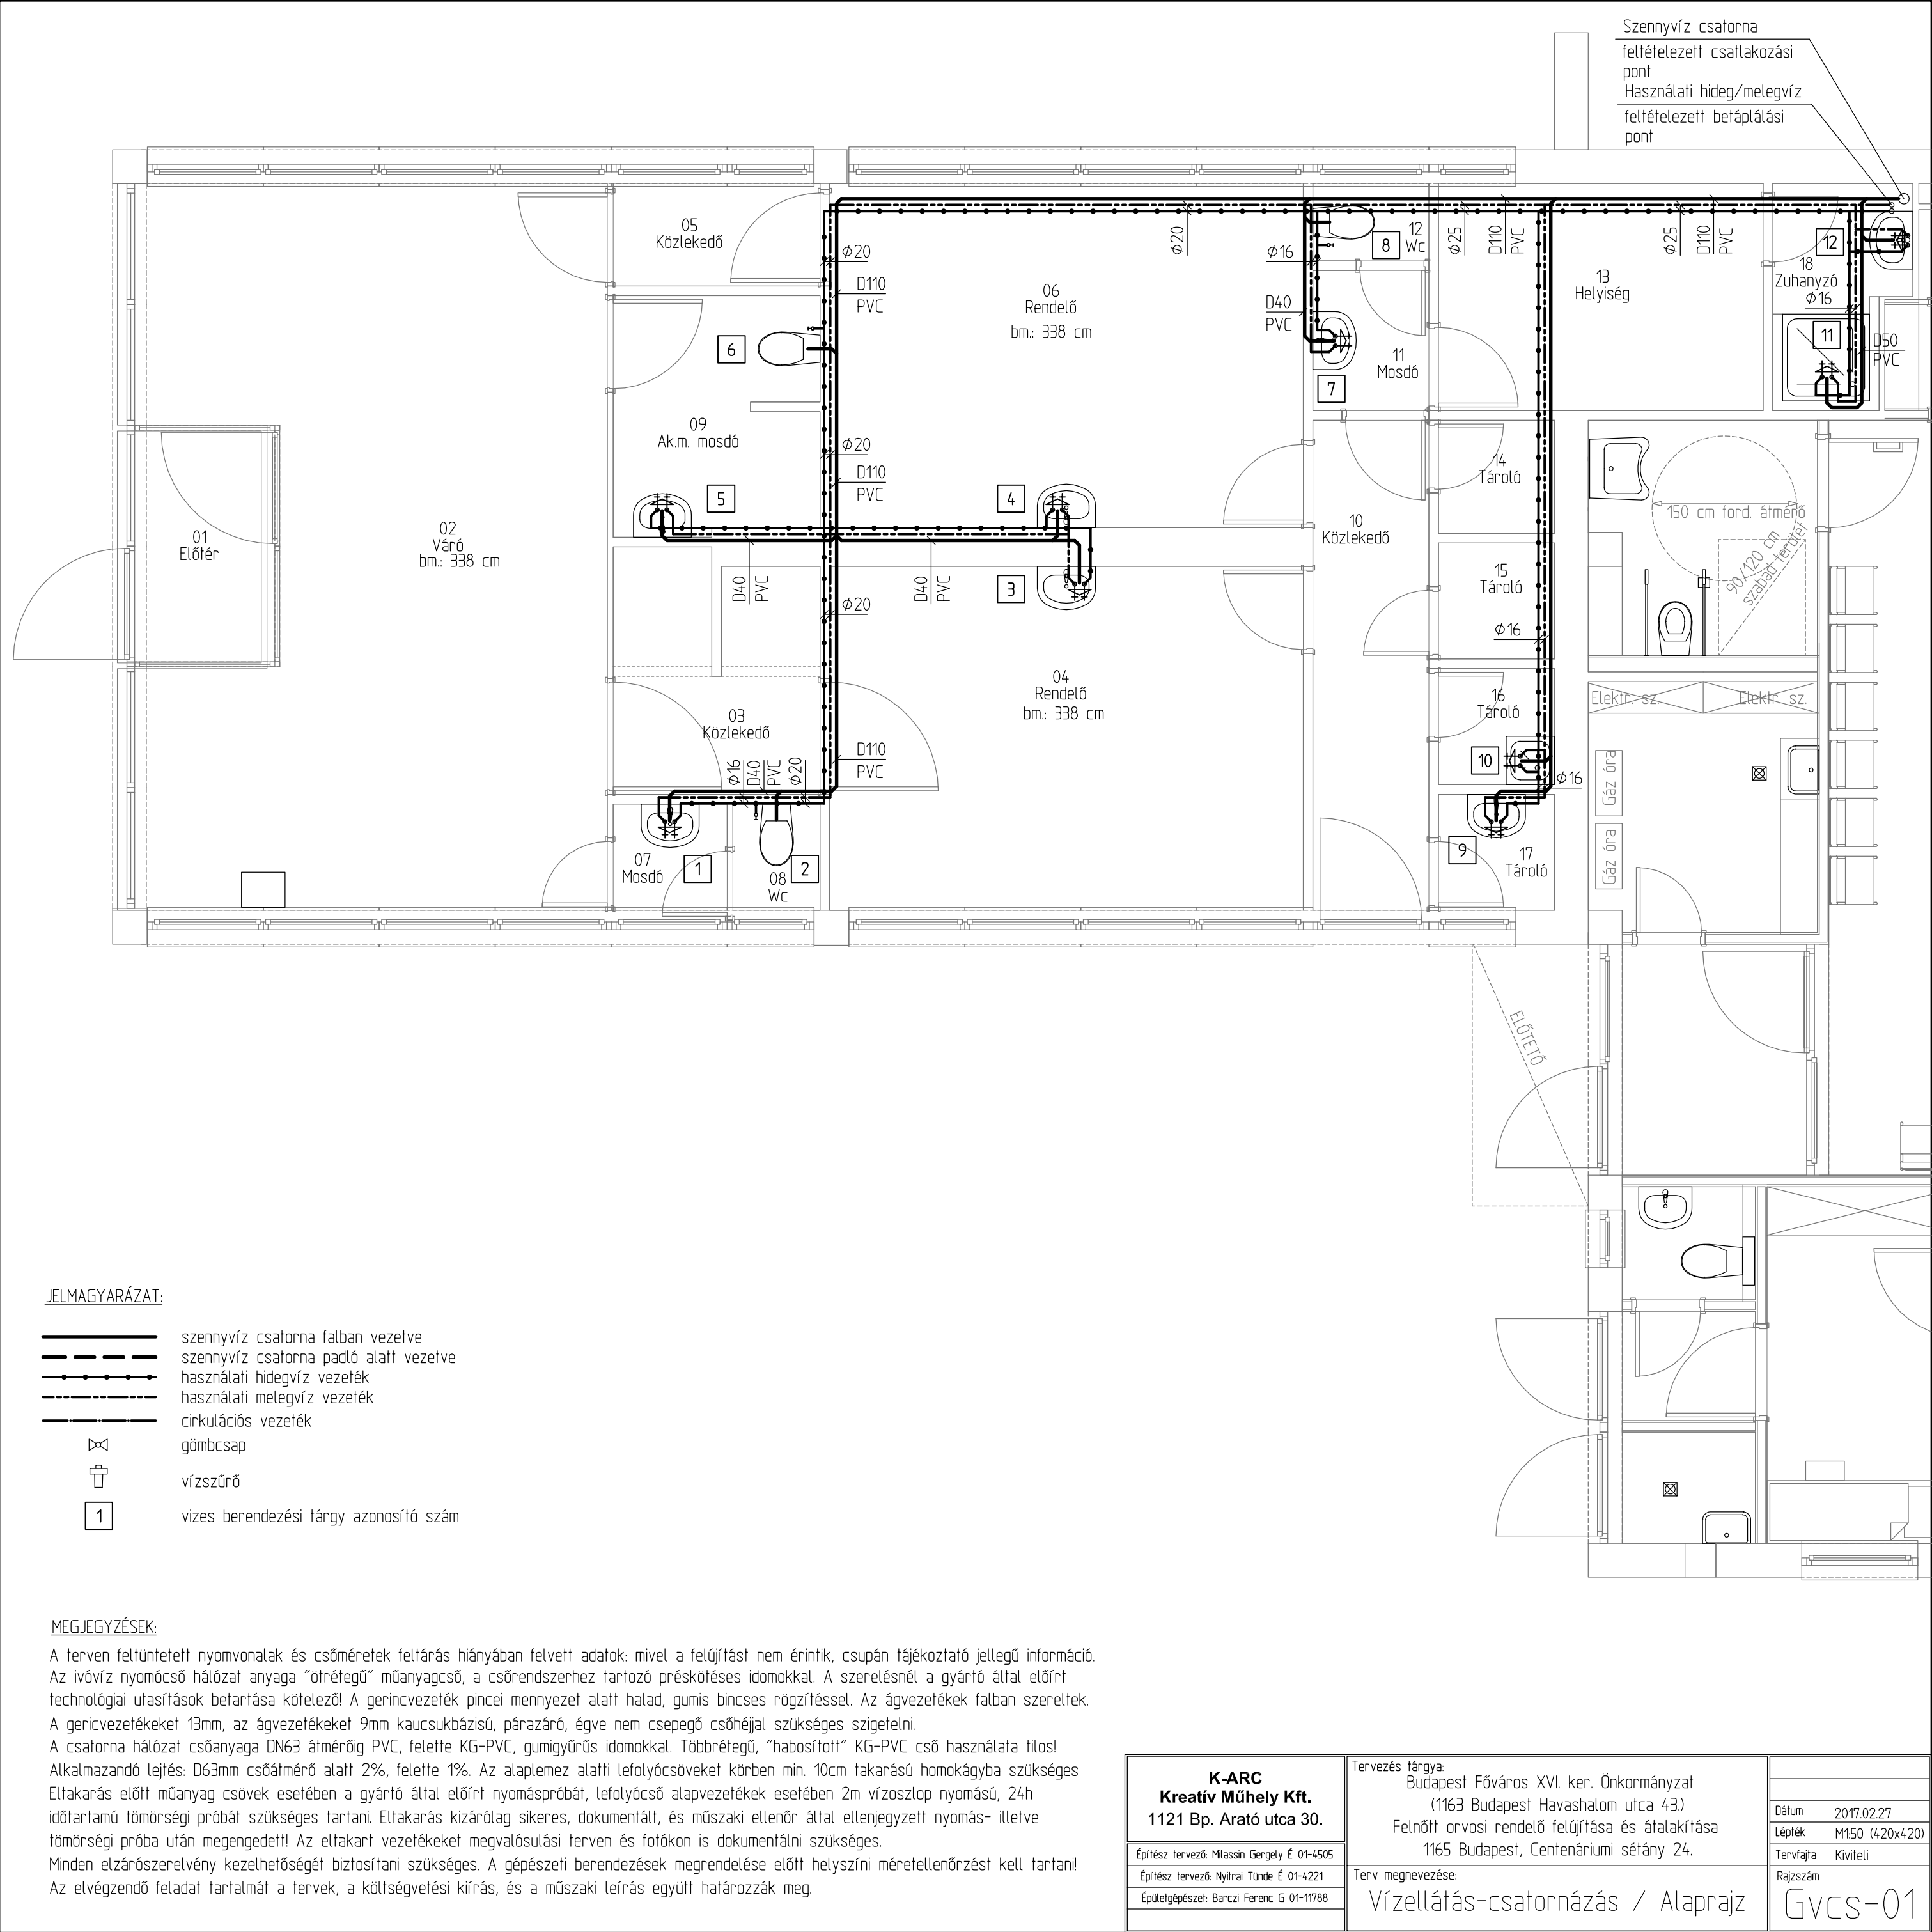 Szennyvíz csatorna
feltételezett csatlakozási
pont
Használati hideg/melegvíz
feltételezett betáplálási
pont
05
Közlekedő
Φ20
D110
PVC
06
Rendelő
bm.: 338 cm
Φ20
Φ16
D40
PVC
8
12
Wc
Φ25
D110
PVC
13
Helyiség
Φ25
D110
PVC
12
18
Zuhanyzó
Φ16
11
D50
PVC
6
7
11
Mosdó
09
Ak.m. mosdó
Φ20
D110
PVC
5
4
14
Tároló
150 cm ford. átmérő
90/120 cm
szabad terület
01
Előtér
02
Váró
bm.: 338 cm
10
Közlekedő
D40
PVC
D40
PVC
3
Φ20
15
Tároló
Φ16
04
Rendelő
bm.: 338 cm
16
Tároló
Elektr. sz.
Elektr. sz.
03
Közlekedő
D110
PVC
Φ16
D40
PVC
Φ20
10
Φ16
Gáz óra
Gáz óra
07
Mosdó
1
08
Wc
2
9
17
Tároló
ELŐTETŐ
JELMAGYARÁZAT:
szennyvíz csatorna falban vezetve
szennyvíz csatorna padló alatt vezetve
használati hidegvíz vezeték
használati melegvíz vezeték
cirkulációs vezeték
gömbcsap
vízszűrő
1
vizes berendezési tárgy azonosító szám
MEGJEGYZÉSEK:
A terven feltüntetett nyomvonalak és csőméretek feltárás hiányában felvett adatok: mivel a felújítást nem érintik, csupán tájékoztató jellegű információ.
Az ivóvíz nyomócső hálózat anyaga "ötrétegű" műanyagcső, a csőrendszerhez tartozó préskötéses idomokkal. A szerelésnél a gyártó által előírt
technológiai utasítások betartása kötelező! A gerincvezeték pincei mennyezet alatt halad, gumis bincses rögzítéssel. Az ágvezetékek falban szereltek.
A gericvezetékeket 13mm, az ágvezetékeket 9mm kaucsukbázisú, párazáró, égve nem csepegő csőhéjjal szükséges szigetelni.
A csatorna hálózat csőanyaga DN63 átmérőig PVC, felette KG-PVC, gumigyűrűs idomokkal. Többrétegű, "habosított" KG-PVC cső használata tilos!
Alkalmazandó lejtés: D63mm csőátmérő alatt 2%, felette 1%. Az alaplemez alatti lefolyócsöveket körben min. 10cm takarású homokágyba szükséges
Eltakarás előtt műanyag csövek esetében a gyártó által előírt nyomáspróbát, lefolyócső alapvezetékek esetében 2m vízoszlop nyomású, 24h
időtartamú tömörségi próbát szükséges tartani. Eltakarás kizárólag sikeres, dokumentált, és műszaki ellenőr által ellenjegyzett nyomás- illetve
tömörségi próba után megengedett! Az eltakart vezetékeket megvalósulási terven és fotókon is dokumentálni szükséges.
Minden elzárószerelvény kezelhetőségét biztosítani szükséges. A gépészeti berendezések megrendelése előtt helyszíni méretellenőrzést kell tartani!
Az elvégzendő feladat tartalmát a tervek, a költségvetési kiírás, és a műszaki leírás együtt határozzák meg.
K-ARC
Kreatív Műhely Kft.
1121 Bp. Arató utca 30.
Építész tervező: Milassin Gergely É 01-4505
Építész tervező: Nyitrai Tünde É 01-4221
Épületgépészet: Barczi Ferenc G 01-11788
Tervezés tárgya:
Budapest Főváros XVI. ker. Önkormányzat
(1163 Budapest Havashalom utca 43.)
Felnőtt orvosi rendelő felújítása és átalakítása
1165 Budapest, Centenáriumi sétány 24.
Terv megnevezése:
Vízellátás-csatornázás / Alaprajz
Dátum 2017.02.27
Lépték M1:50 (420x420)
Tervfajta Kiviteli
Rajzszám
Gvcs-01